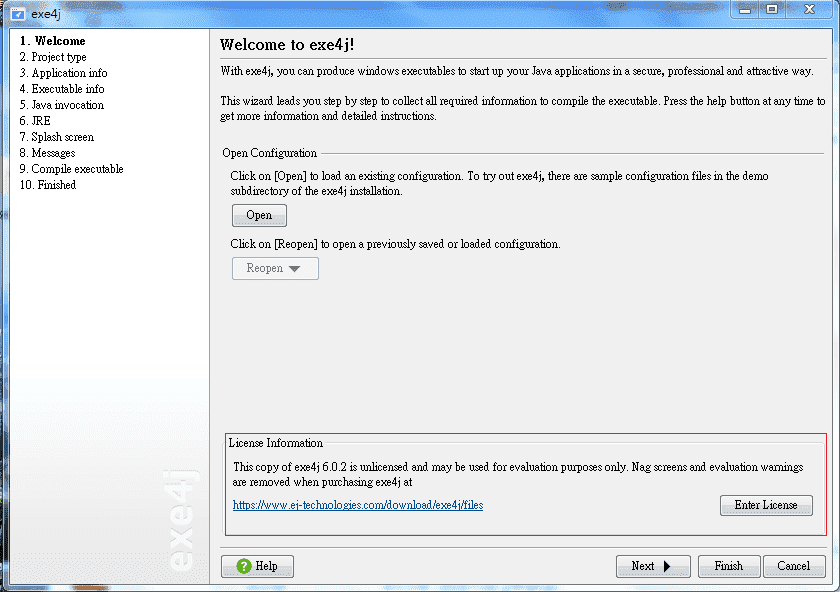 exe4j
1. Welcome
2. Project type
3. Application info
4. Executable info
5. Java invocation
6. JRE
7. Splash screen
8. Messages
9. Compile executable
10. Finished
exe4j
Welcome to exe4j!
With exe4j, you can produce windows executables to start up your Java applications in a secure, professional and attractive way.
This wizard leads you step by step to collect all required information to compile the executable. Press the help button at any time to
get more information and detailed instructions.
Open Configuration
Click on [Open] to load an existing configuration. To try out exe4j, there are sample configuration files in the demo
subdirectory of the exe4j installation.
Open
Click on [Reopen] to open a previously saved or loaded configuration.
Reopen
License Information
This copy of exe4j 6.0.2 is unlicensed and may be used for evaluation purposes only. Nag screens and evaluation warnings
are removed when purchasing exe4j at
https://www.ej-technologies.com/download/exe4j/files
Enter License
Help
Next
Finish
Cancel